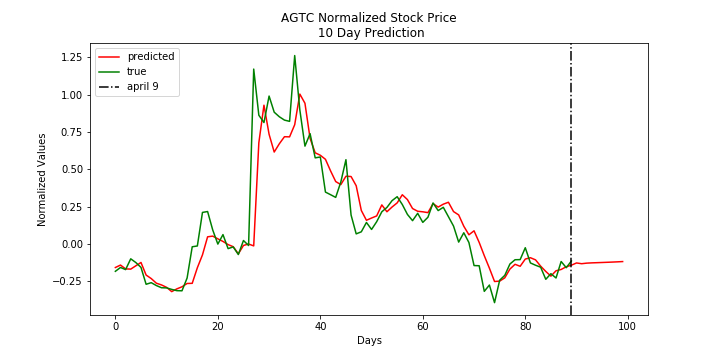 AGTC Normalized Stock Price
10 Day Prediction
predicted
true
april 9
1.25
1.00
0.75
0.50
0.25
0.00
−0.25
Normalized Values
0 20 40 60 80 100
Days